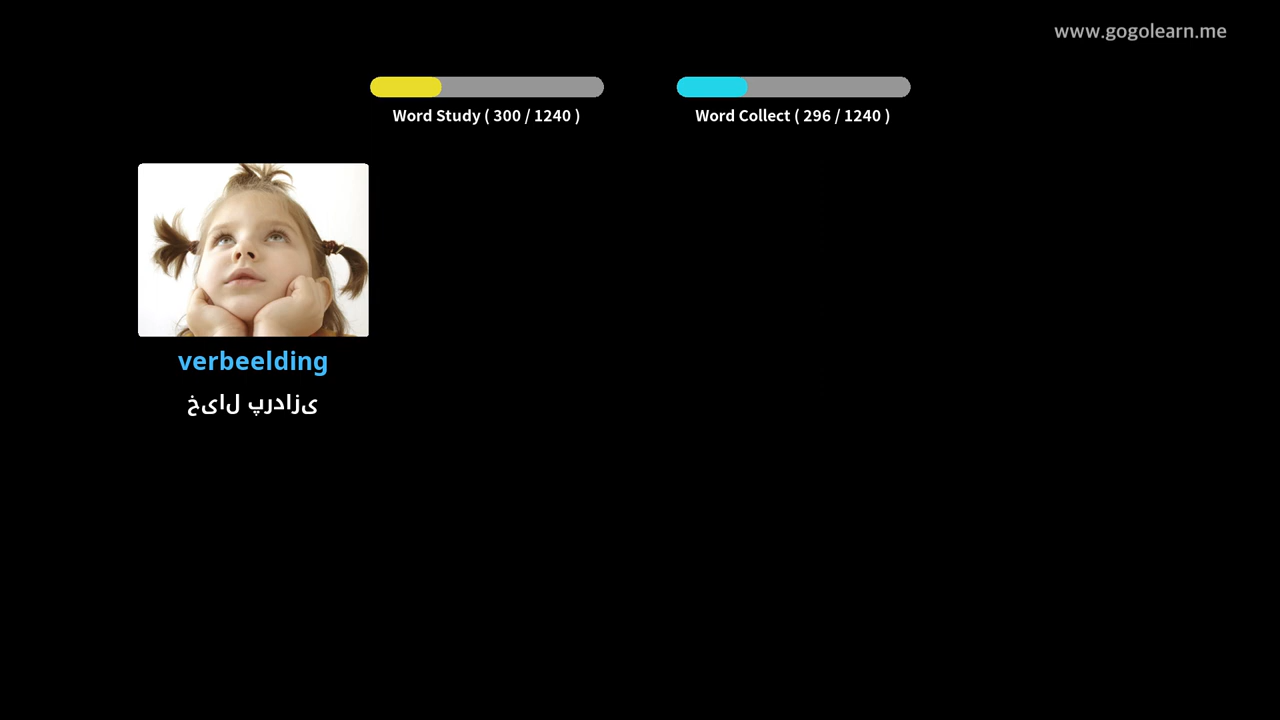 www.gogolearn.me
Word Study ( 300 / 1240 )
Word Collect ( 296 / 1240 )
verbeelding
خیال پردازی